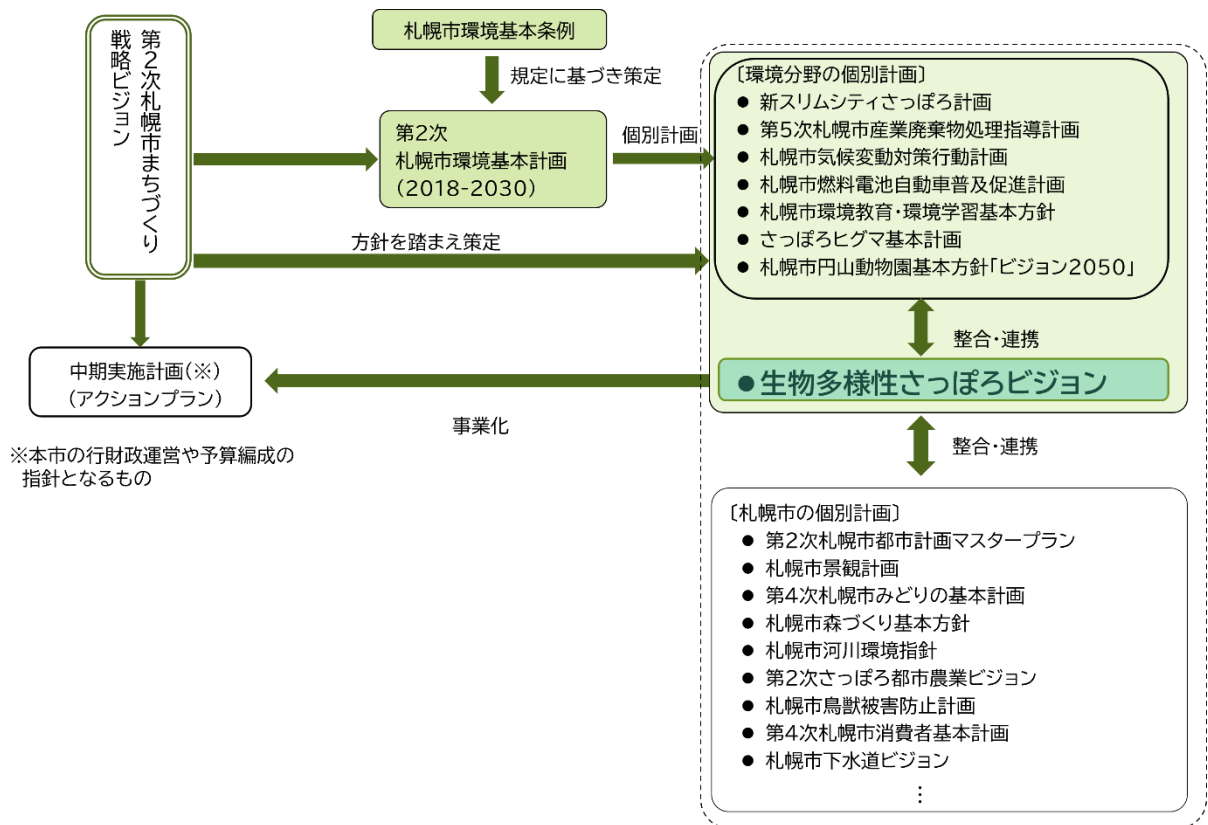 第２次札幌市まちづくり
戦略ビジョン
札幌市環境基本条例
規定に基づき策定
第２次
札幌市環境基本計画
（2018-2030）
個別計画
方針を踏まえ策定
〔環境分野の個別計画〕
● 新スリムシティさっぽろ計画
● 第５次札幌市産業廃棄物処理指導計画
● 札幌市気候変動対策行動計画
● 札幌市燃料電池自動車普及促進計画
● 札幌市環境教育・環境学習基本方針
● さっぽろヒグマ基本計画
● 札幌市円山動物園基本方針「ビジョン2050」
整合・連携
●生物多様性さっぽろビジョン
中期実施計画(※)
(アクションプラン)
事業化
※本市の行財政運営や予算編成の
指針となるもの
整合・連携
〔札幌市の個別計画〕
● 第２次札幌市都市計画マスタープラン
● 札幌市景観計画
● 第４次札幌市みどりの基本計画
● 札幌市森づくり基本方針
● 札幌市河川環境指針
● 第２次さっぽろ都市農業ビジョン
● 札幌市鳥獣被害防止計画
● 第４次札幌市消費者基本計画
● 札幌市下水道ビジョン
⋮